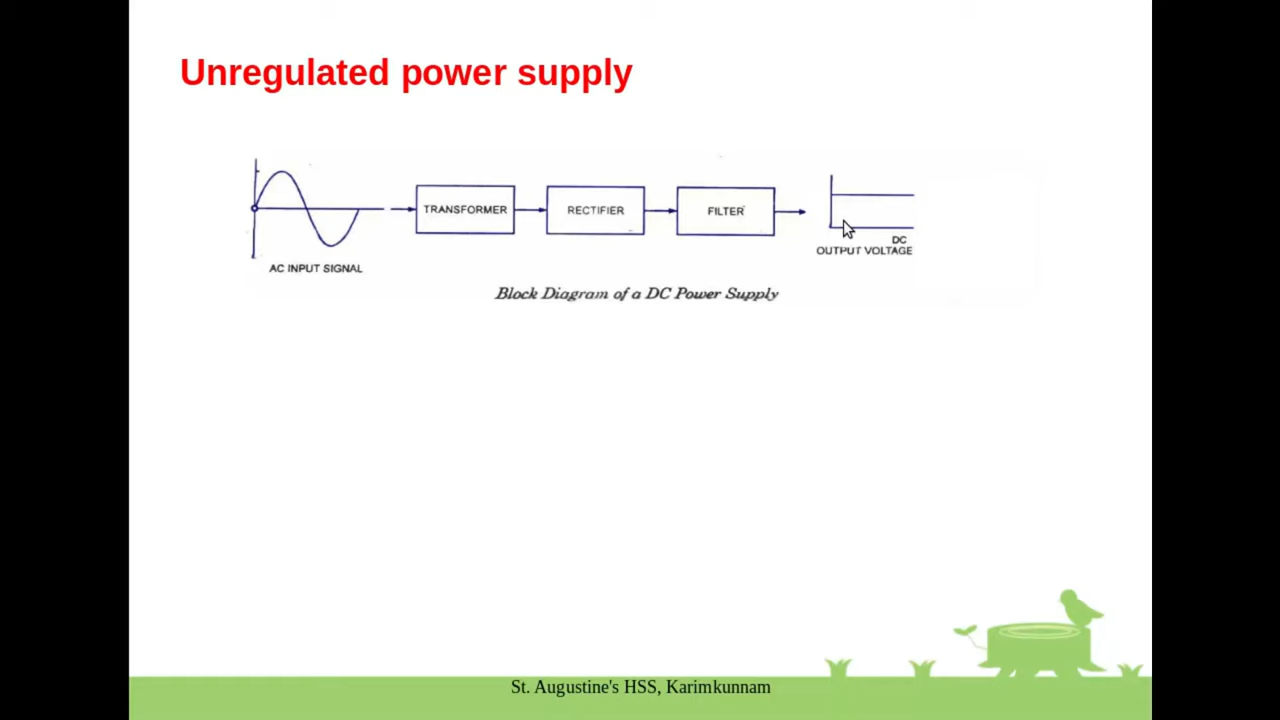 Unregulated power supply
TRANSFORMER
RECTIFIER
FILTER
AC INPUT SIGNAL
DC
OUTPUT VOLTAGE
Block Diagram of a DC Power Supply
St. Augustine's HSS, Karimkunnam